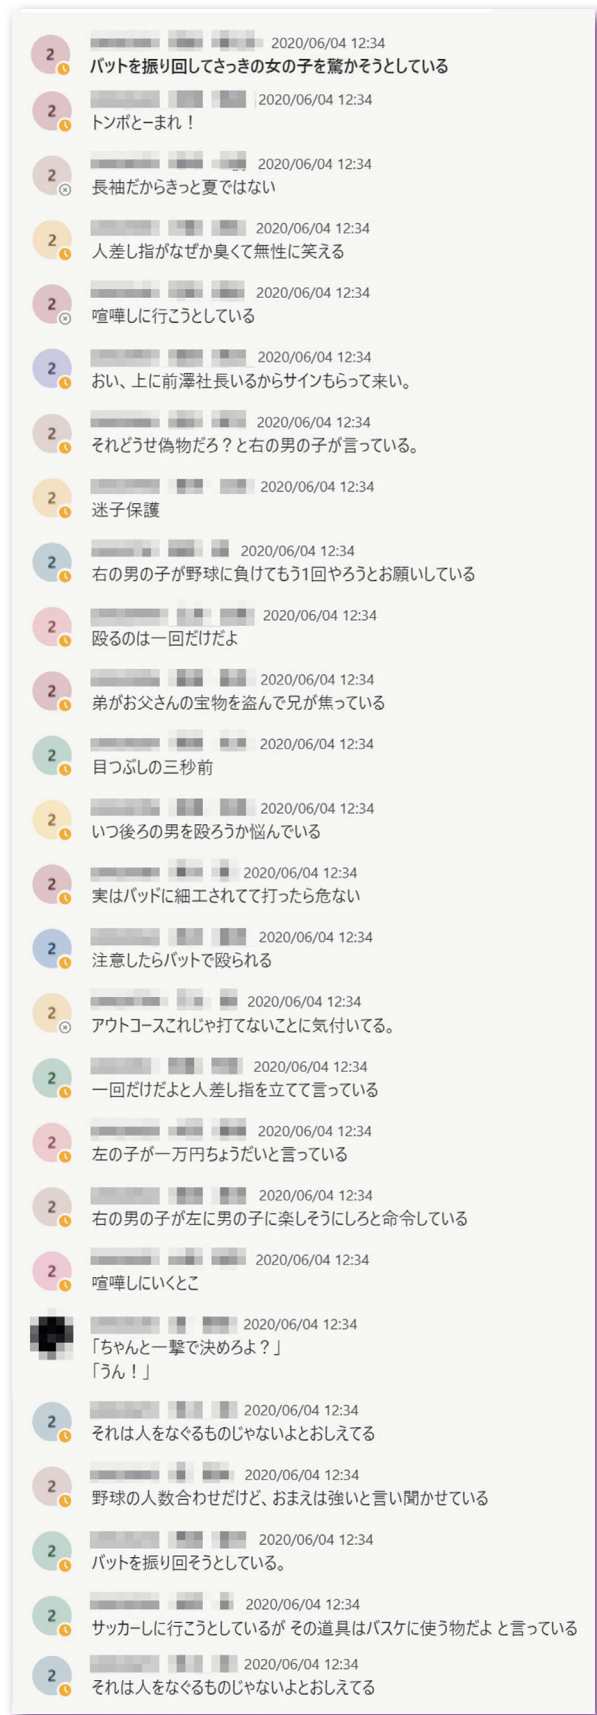 2 2020/06/04 12:34
バットを振り回してさっきの女の子を驚かそうとしている
2 2020/06/04 12:34
トンボとーまれ！
2 2020/06/04 12:34
長袖だからきっと夏ではない
2 2020/06/04 12:34
人差し指がなぜか臭くて無性に笑える
2 2020/06/04 12:34
喧嘩しに行こうとしている
2 2020/06/04 12:34
おい、上に前澤社長いるからサインもらって来い。
2 2020/06/04 12:34
それどうせ偽物だろ？と右の男の子が言っている。
2 2020/06/04 12:34
迷子保護
2 2020/06/04 12:34
右の男の子が野球に負けてもう1回やろうとお願いしている
2 2020/06/04 12:34
殴るのは一回だけだよ
2 2020/06/04 12:34
弟がお父さんの宝物を盗んで兄が焦っている
2 2020/06/04 12:34
目つぶしの三秒前
2 2020/06/04 12:34
いつ後ろの男を殴ろうか悩んでいる
2 2020/06/04 12:34
実はバッドに細工されてて打ったら危ない
2 2020/06/04 12:34
注意したらバットで殴られる
2 2020/06/04 12:34
アウトコースこれじゃ打てないことに気付いてる。
2 2020/06/04 12:34
一回だけだよと人差し指を立てて言っている
2 2020/06/04 12:34
左の子が一万円ちょうだいと言っている
2 2020/06/04 12:34
右の男の子が左に男の子に楽しそうにしろと命令している
2 2020/06/04 12:34
喧嘩しにいくとこ
2020/06/04 12:34
「ちゃんと一撃で決めろよ？」
「うん！」
2 2020/06/04 12:34
それは人をなぐるものじゃないよとおしえてる
2 2020/06/04 12:34
野球の人数合わせだけど、おまえは強いと言い聞かせている
2 2020/06/04 12:34
バットを振り回そうとしている。
2 2020/06/04 12:34
サッカーしに行こうとしているが その道具はバスケに使う物だよ と言っている
2 2020/06/04 12:34
それは人をなぐるものじゃないよとおしえてる